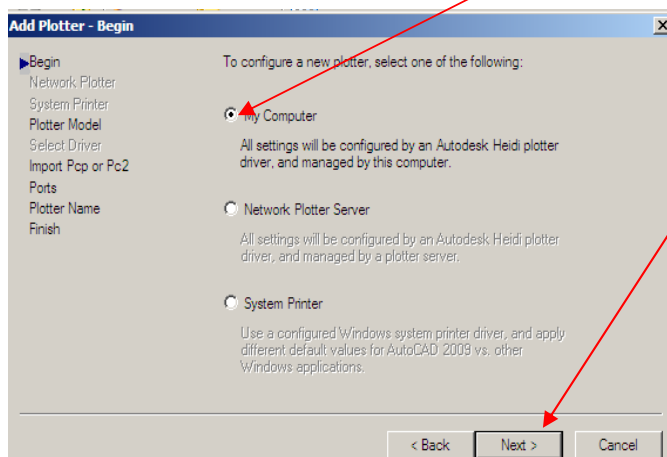 Add Plotter - Begin
Begin
Network Plotter
System Printer
Plotter Model
Select Driver
Import Pcp or Pc2
Ports
Plotter Name
Finish
To configure a new plotter, select one of the following:
My Computer
All settings will be configured by an Autodesk Heidi plotter
driver, and managed by this computer.
Network Plotter Server
All settings will be configured by an Autodesk Heidi plotter
driver, and managed by a plotter server.
System Printer
Use a configured Windows system printer driver, and apply
different default values for AutoCAD 2009 vs. other
Windows applications.
< Back
Next >
Cancel